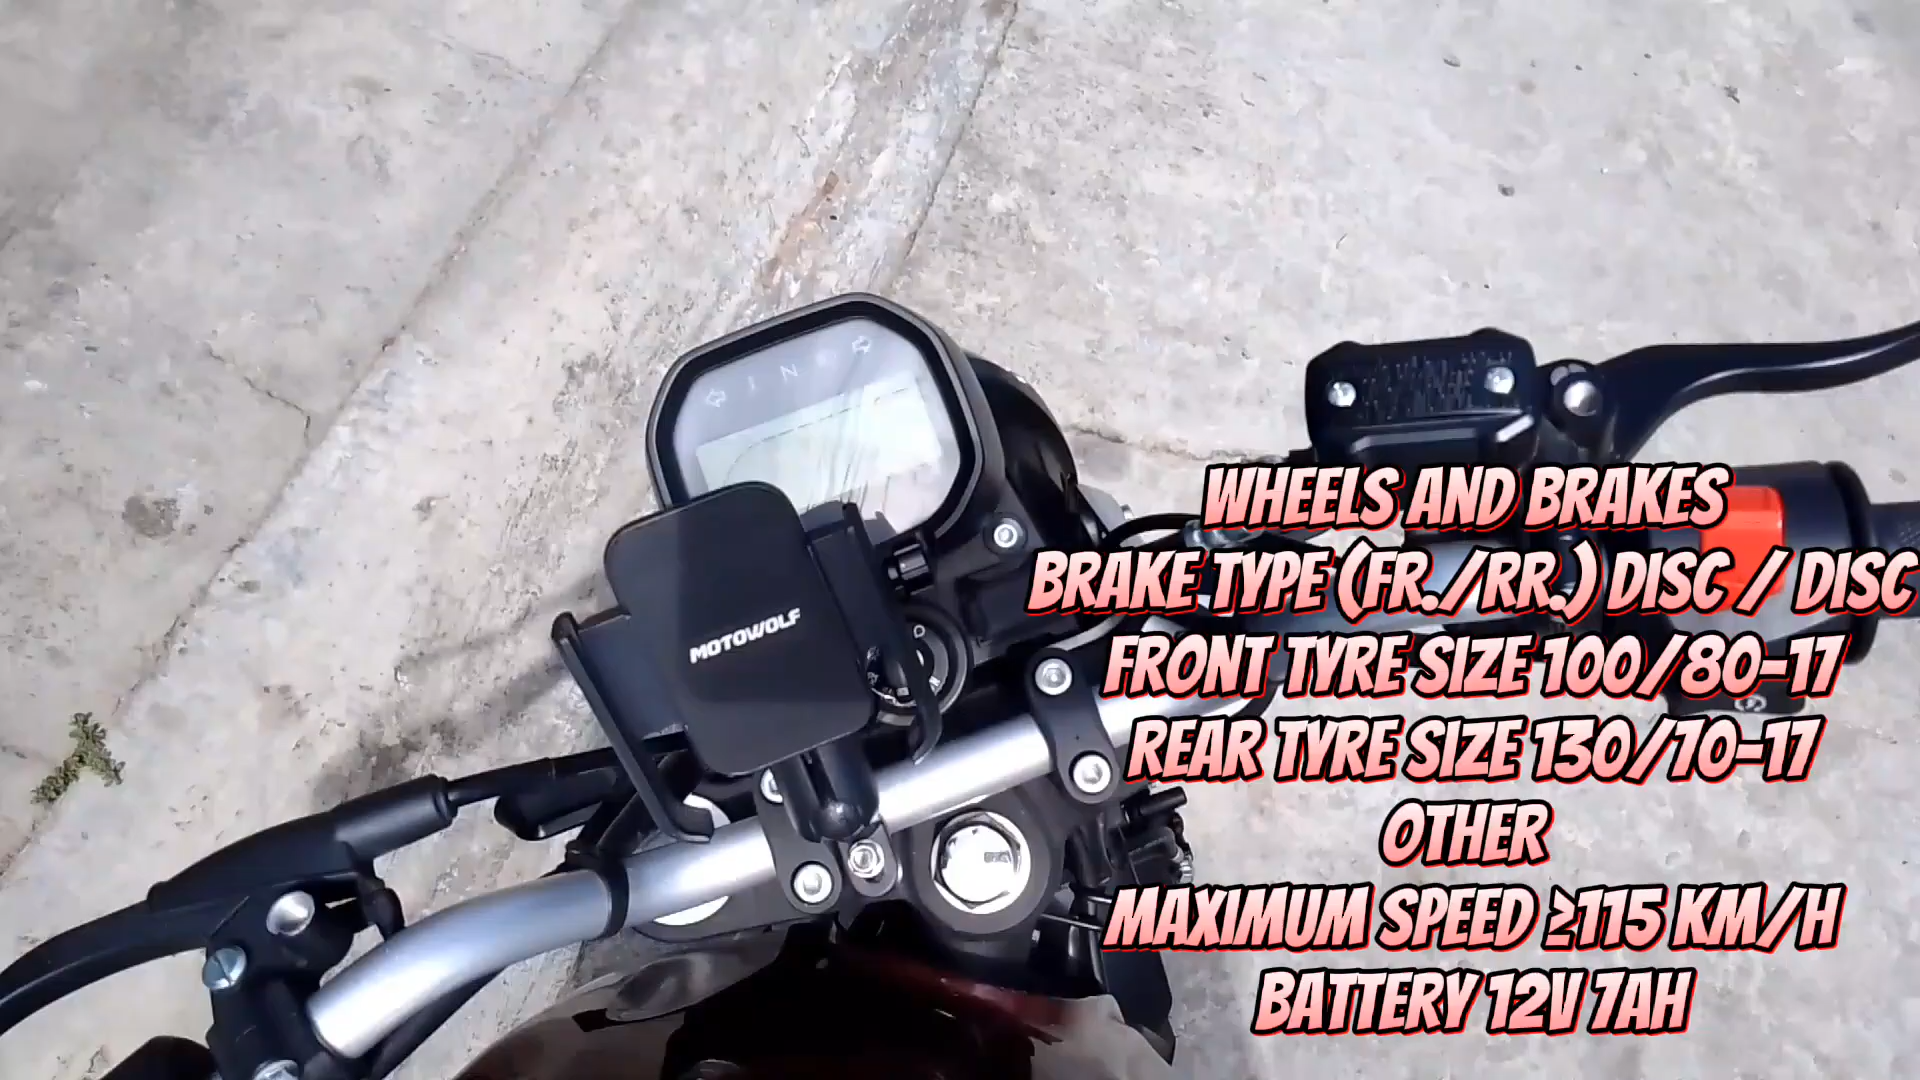 N
MOTOWOLF
WHEELS AND BRAKES
BRAKE TYPE (FR./RR.) DISC / DISC
FRONT TYRE SIZE 100/80-17
REAR TYRE SIZE 130/70-17
OTHER
MAXIMUM SPEED ≥115 KM/H
BATTERY 12V 7AH